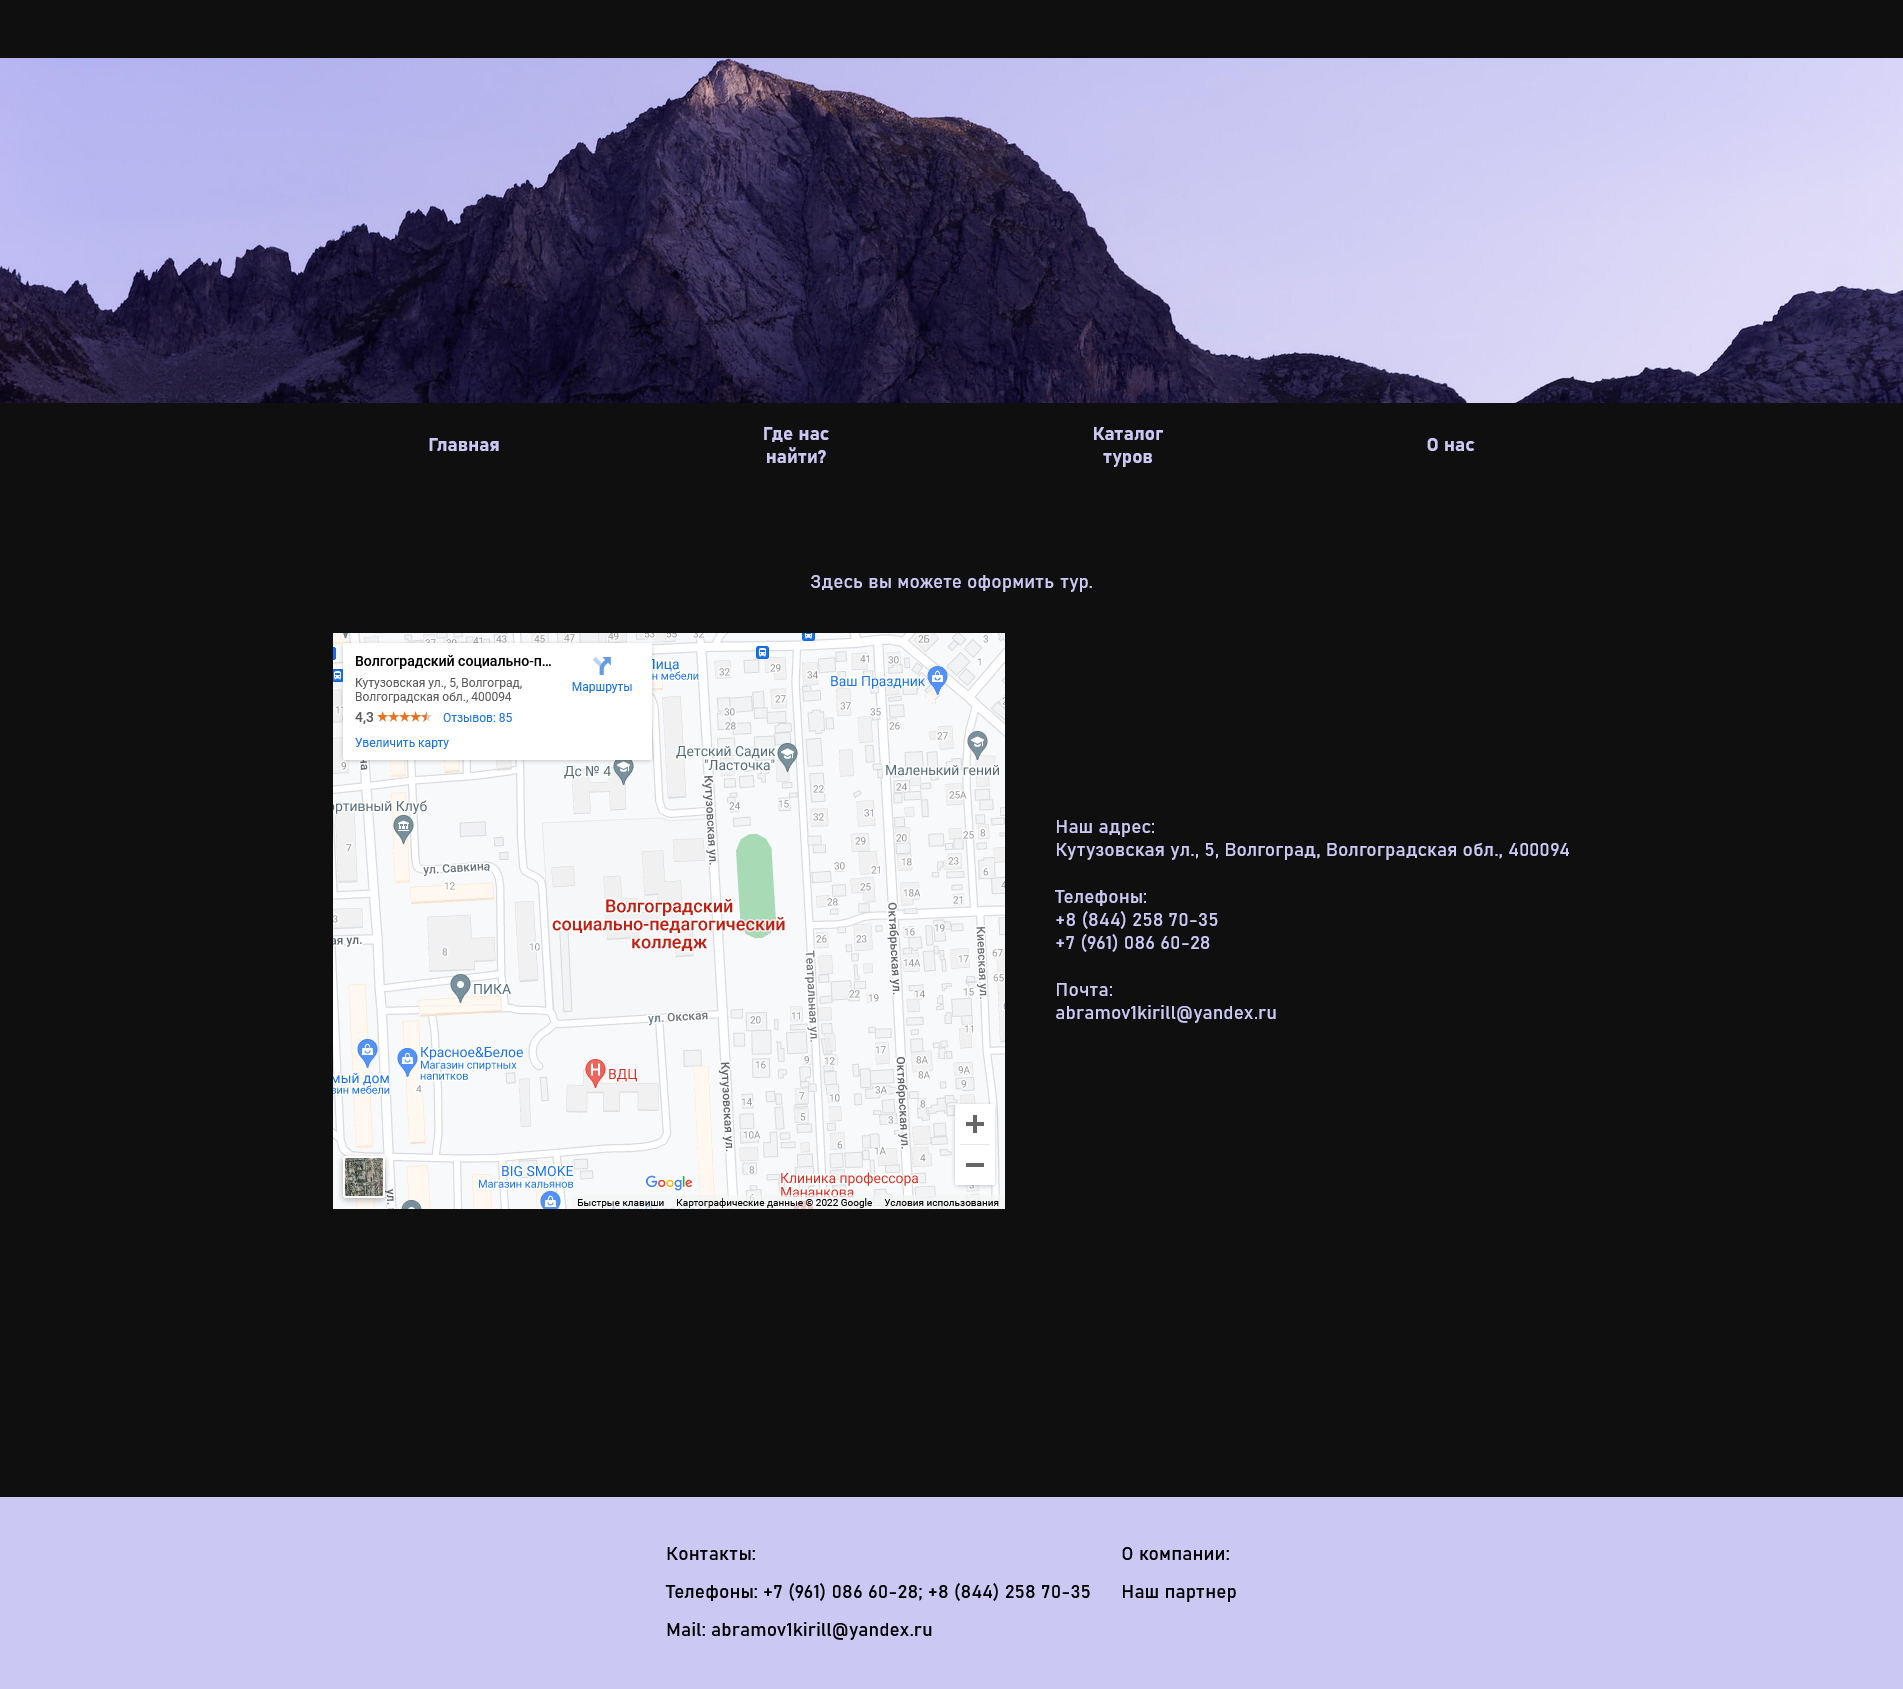 Главная
Где нас
найти?
Каталог
туров
О нас
Здесь вы можете оформить тур.
Волгоградский социально-п...
Кутузовская ул., 5, Волгоград,
Волгоградская обл., 400094
4,3
Отзывов: 85
Увеличить карту
Маршруты
Ваш Праздник
Детский Садик
"Ласточка"
Маленький гений
Дс № 4
ортивный Клуб
ул. Савкина
Кутузовская ул.
Волгоградский
социально-педагогический
колледж
Октябрьская ул.
Киевская ул.
Театральная ул.
ПИКА
ул. Окская
Красное&Белое
Магазин спиртных
напитков
мый дом
зин мебели
ВДЦ
Кутузовская ул.
Октябрьская ул.
BIG SMOKE
Магазин кальянов
Google
Клиника профессора
Мананкова
Быстрые клавиши
Картографические данные © 2022 Google
Условия использования
Наш адрес:
Кутузовская ул., 5, Волгоград, Волгоградская обл., 400094
Телефоны:
+8 (844) 258 70-35
+7 (961) 086 60-28
Почта:
abramov1kirill@yandex.ru
Контакты:
Телефоны: +7 (961) 086 60-28; +8 (844) 258 70-35
Mail: abramov1kirill@yandex.ru
О компании:
Наш партнер